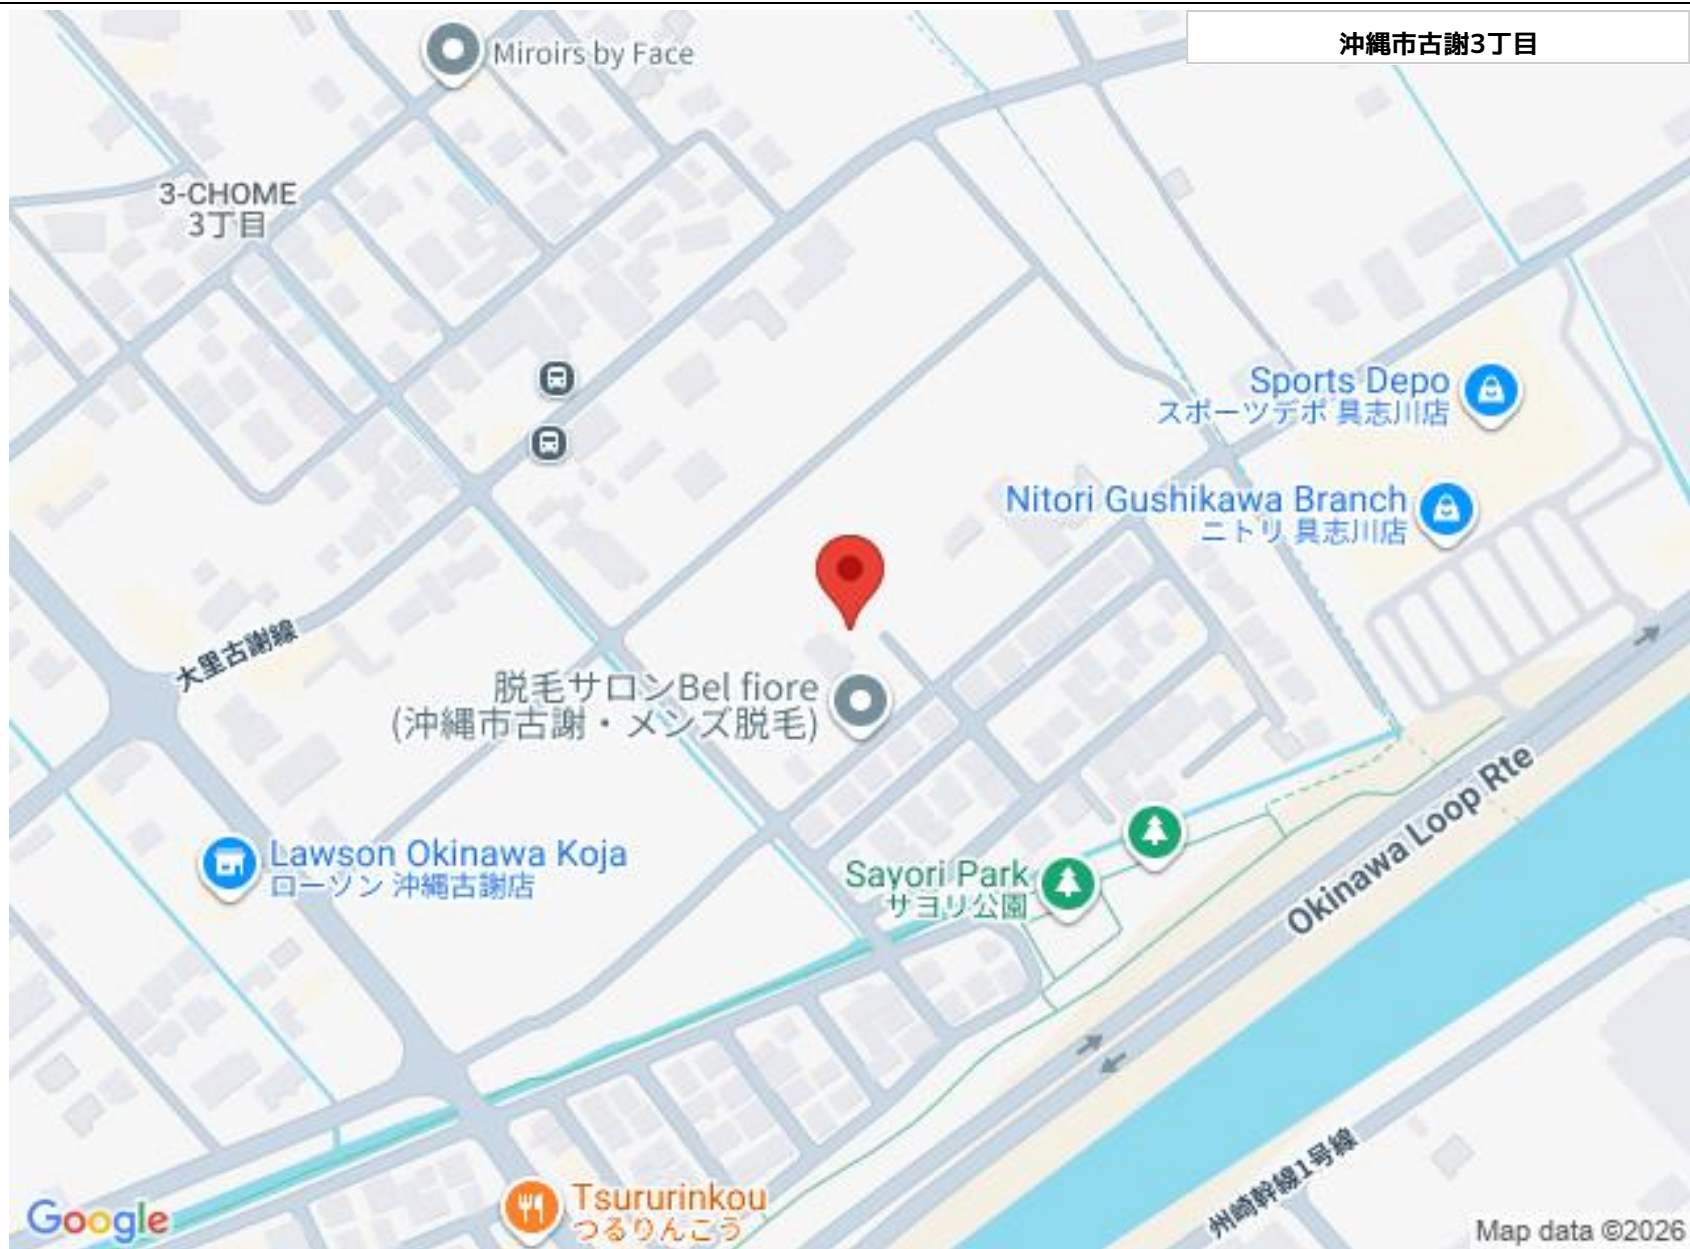 沖縄市古謝3丁目
Miroirs by Face
3-CHOME
3丁目
Sports Depo
スポーツデポ 具志川店
Nitori Gushikawa Branch
ニトリ 具志川店
大里古謝線
脱毛サロンBel fiore
(沖縄市古謝・メンズ脱毛)
Okinawa Loop Rte
Lawson Okinawa Koja
ローソン 沖縄古謝店
Sayori Park
サヨリ公園
州崎幹線1号線
Tsururinkou
つるりんこう
Google
Map data ©2026